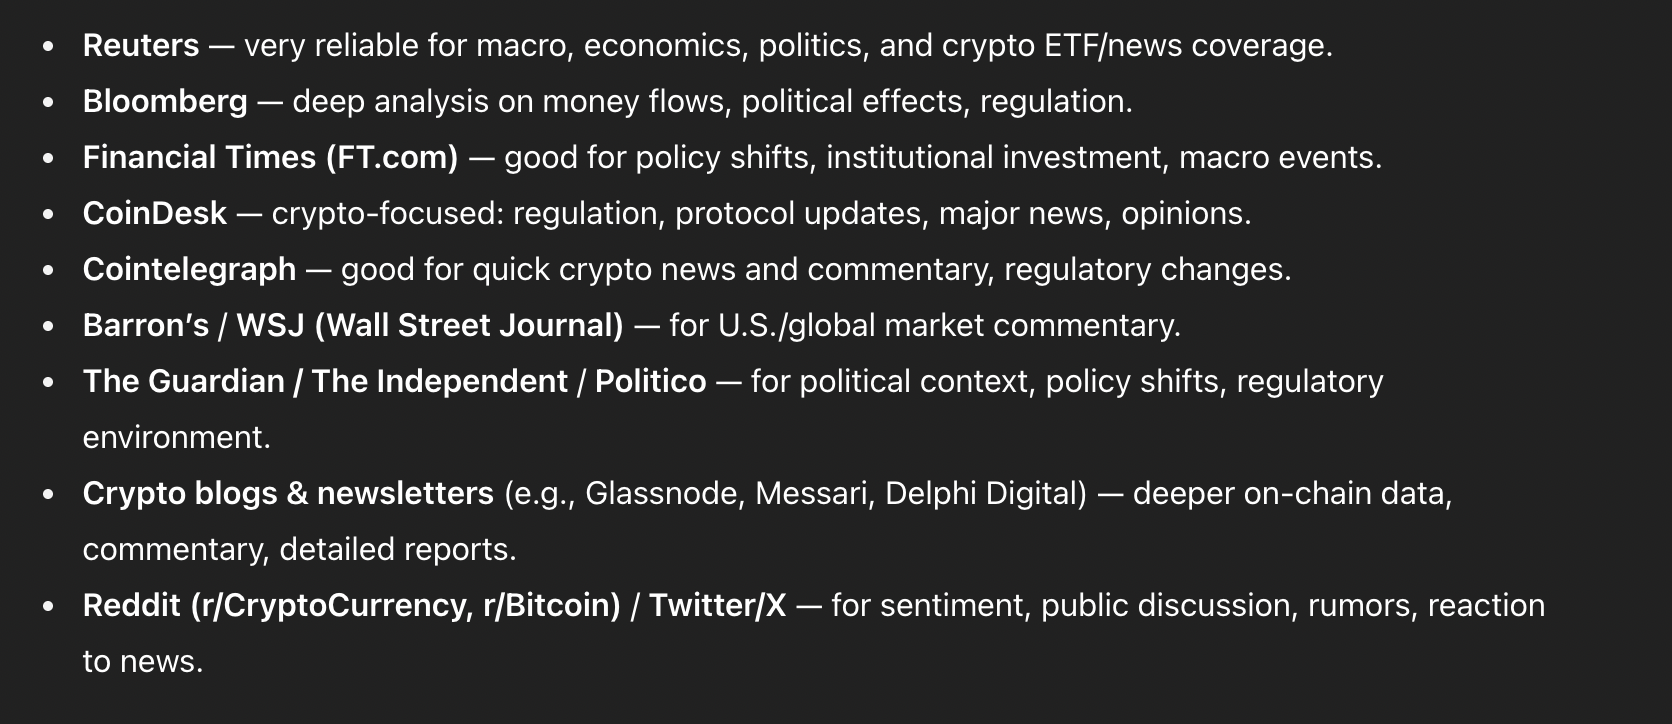 • Reuters — very reliable for macro, economics, politics, and crypto ETF/news coverage.
• Bloomberg — deep analysis on money flows, political effects, regulation.
• Financial Times (FT.com) — good for policy shifts, institutional investment, macro events.
• CoinDesk — crypto-focused: regulation, protocol updates, major news, opinions.
• Cointelegraph — good for quick crypto news and commentary, regulatory changes.
• Barron’s / WSJ (Wall Street Journal) — for U.S./global market commentary.
• The Guardian / The Independent / Politico — for political context, policy shifts, regulatory
environment.
• Crypto blogs & newsletters (e.g., Glassnode, Messari, Delphi Digital) — deeper on-chain data,
commentary, detailed reports.
• Reddit (r/CryptoCurrency, r/Bitcoin) / Twitter/X — for sentiment, public discussion, rumors, reaction
to news.